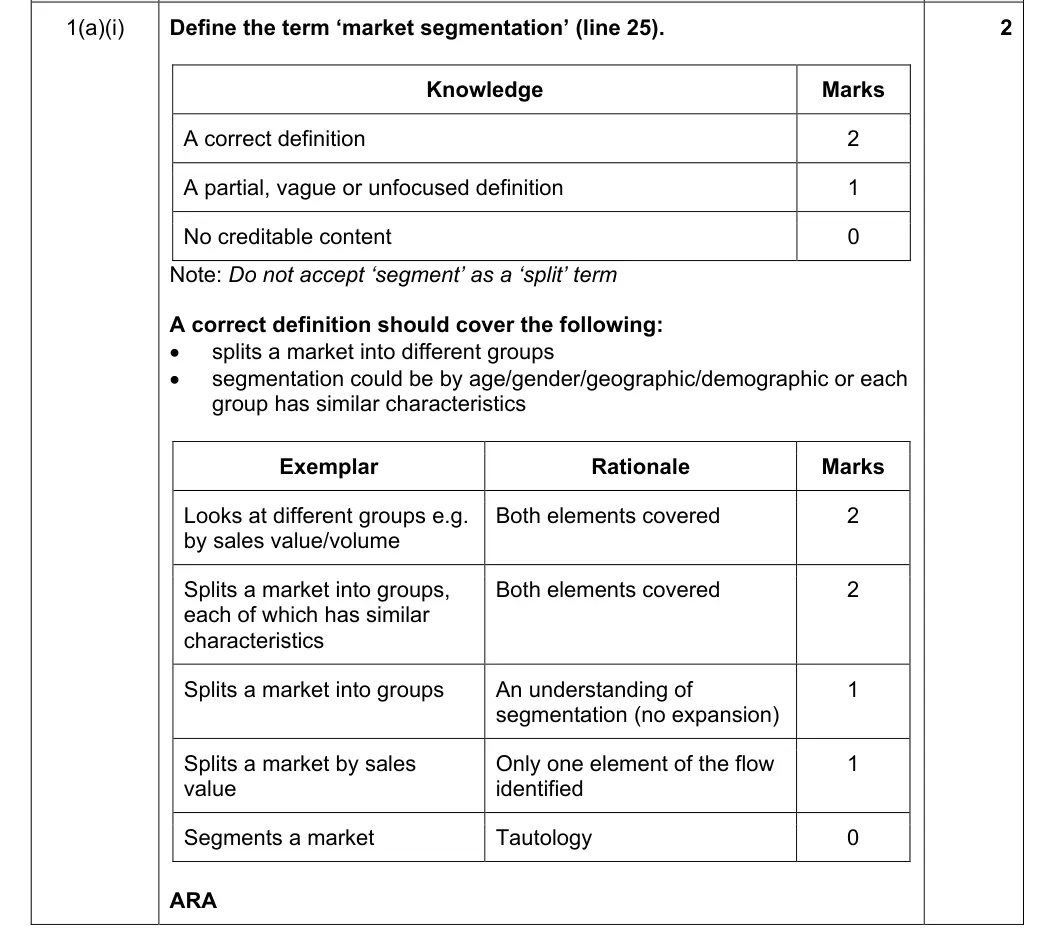 1(a)(i) Define the term ‘market segmentation’ (line 25). 2
Knowledge Marks
A correct definition 2
A partial, vague or unfocused definition 1
No creditable content 0
Note: Do not accept ‘segment’ as a ‘split’ term
A correct definition should cover the following:
• splits a market into different groups
• segmentation could be by age/gender/geographic/demographic or each
group has similar characteristics
Exemplar Rationale Marks
Looks at different groups e.g. Both elements covered 2
by sales value/volume
Splits a market into groups, Both elements covered 2
each of which has similar
characteristics
Splits a market into groups An understanding of 1
segmentation (no expansion)
Splits a market by sales Only one element of the flow 1
value identified
Segments a market Tautology 0
ARA